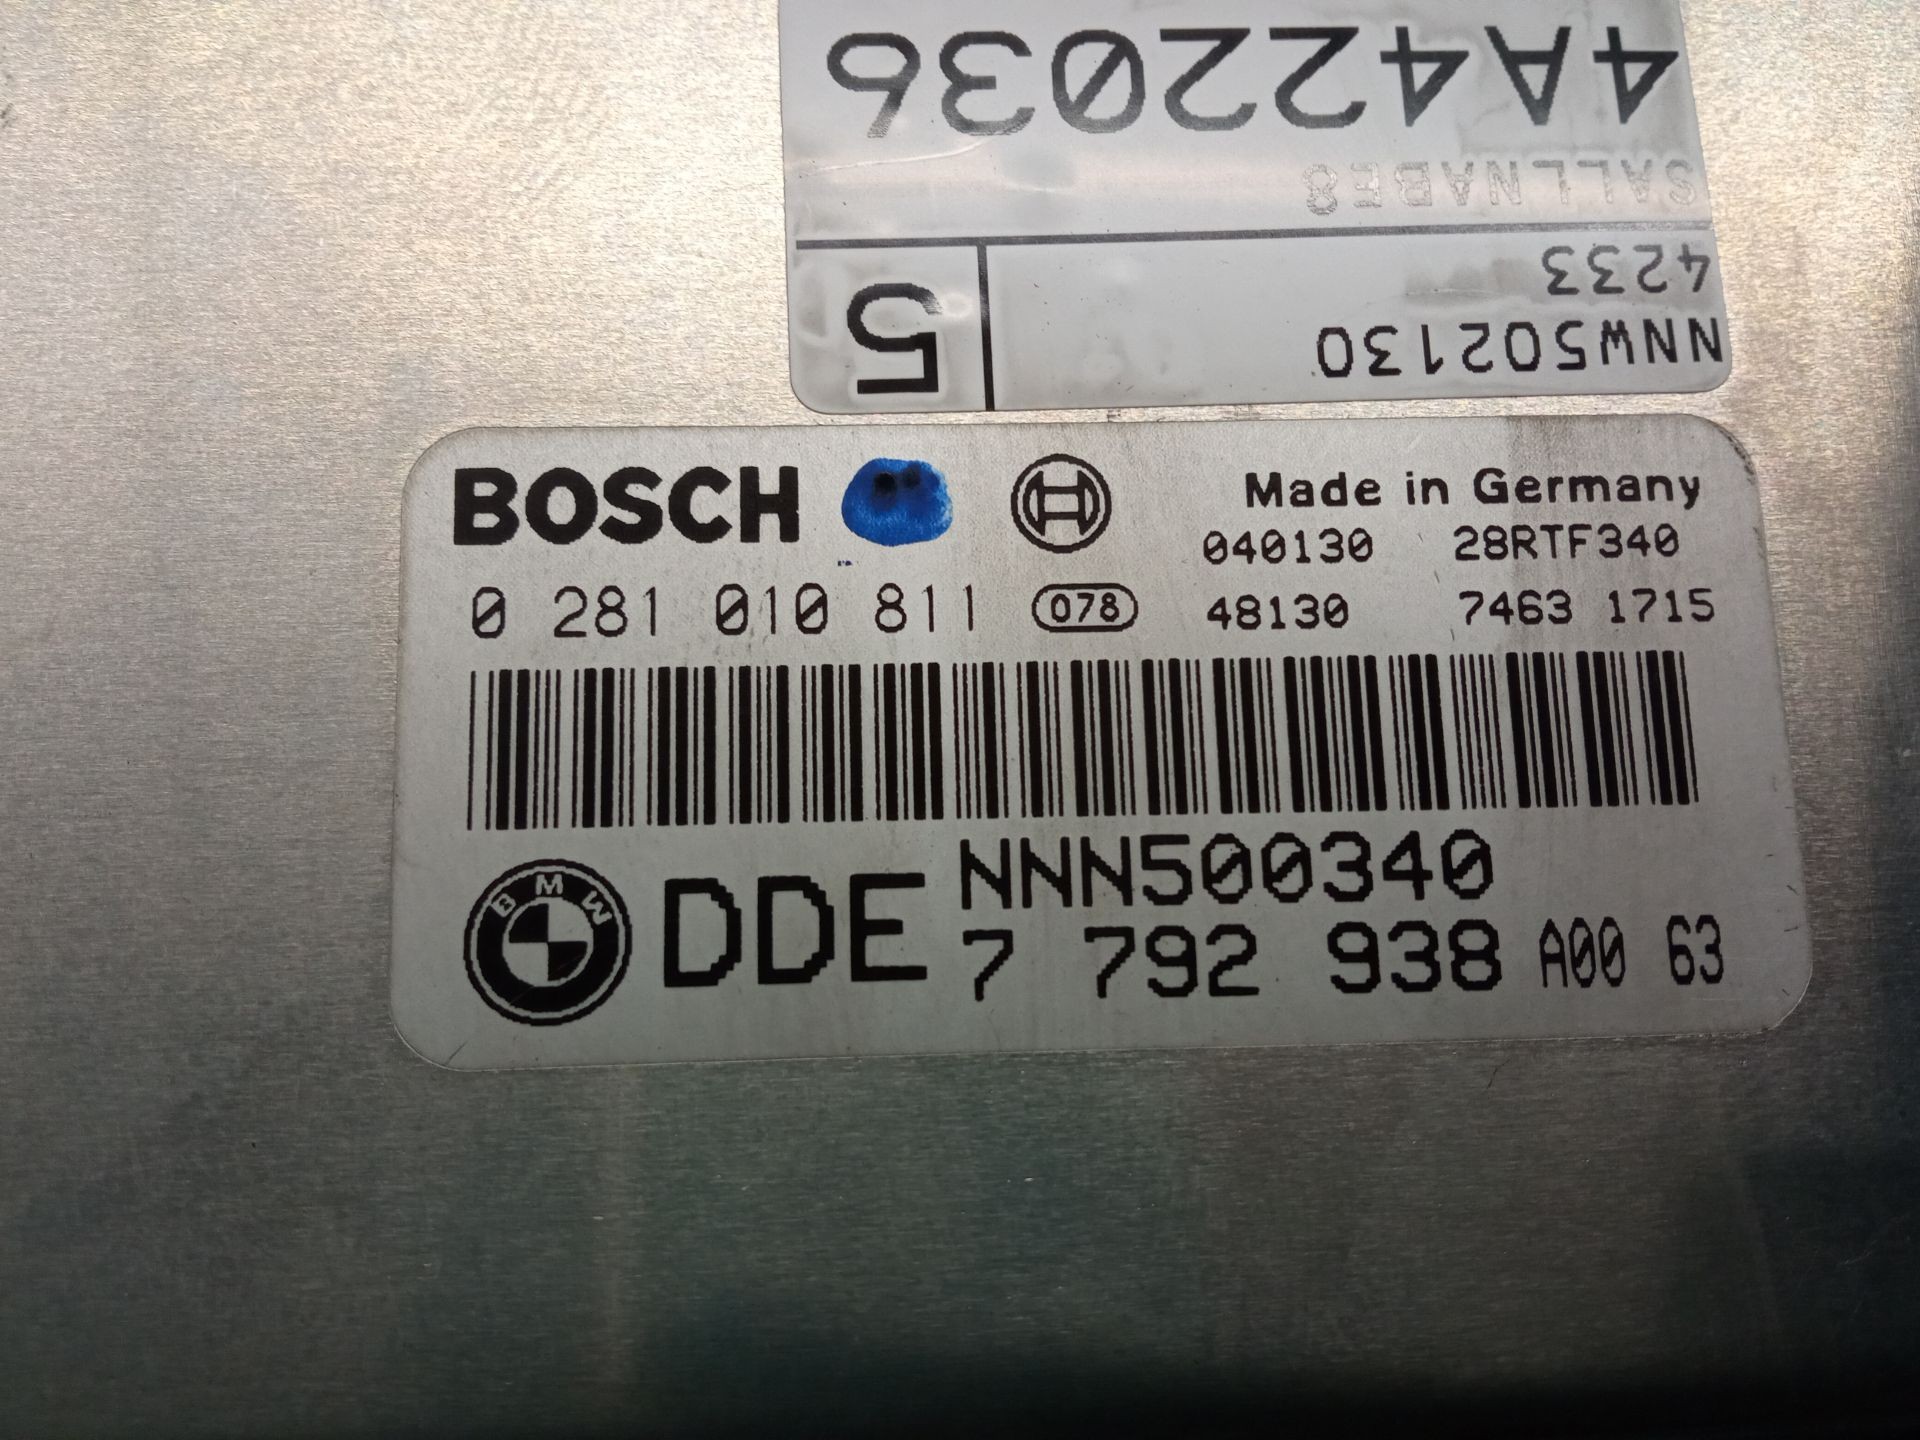 NNW502130
4233
5
SALLNABE8
4A422036
BOSCH
Made in Germany
040130 28RTF340
0 281 010 811 078 48130 7463 1715
BMW
DDE
NNN500340
7 792 938 A00 63